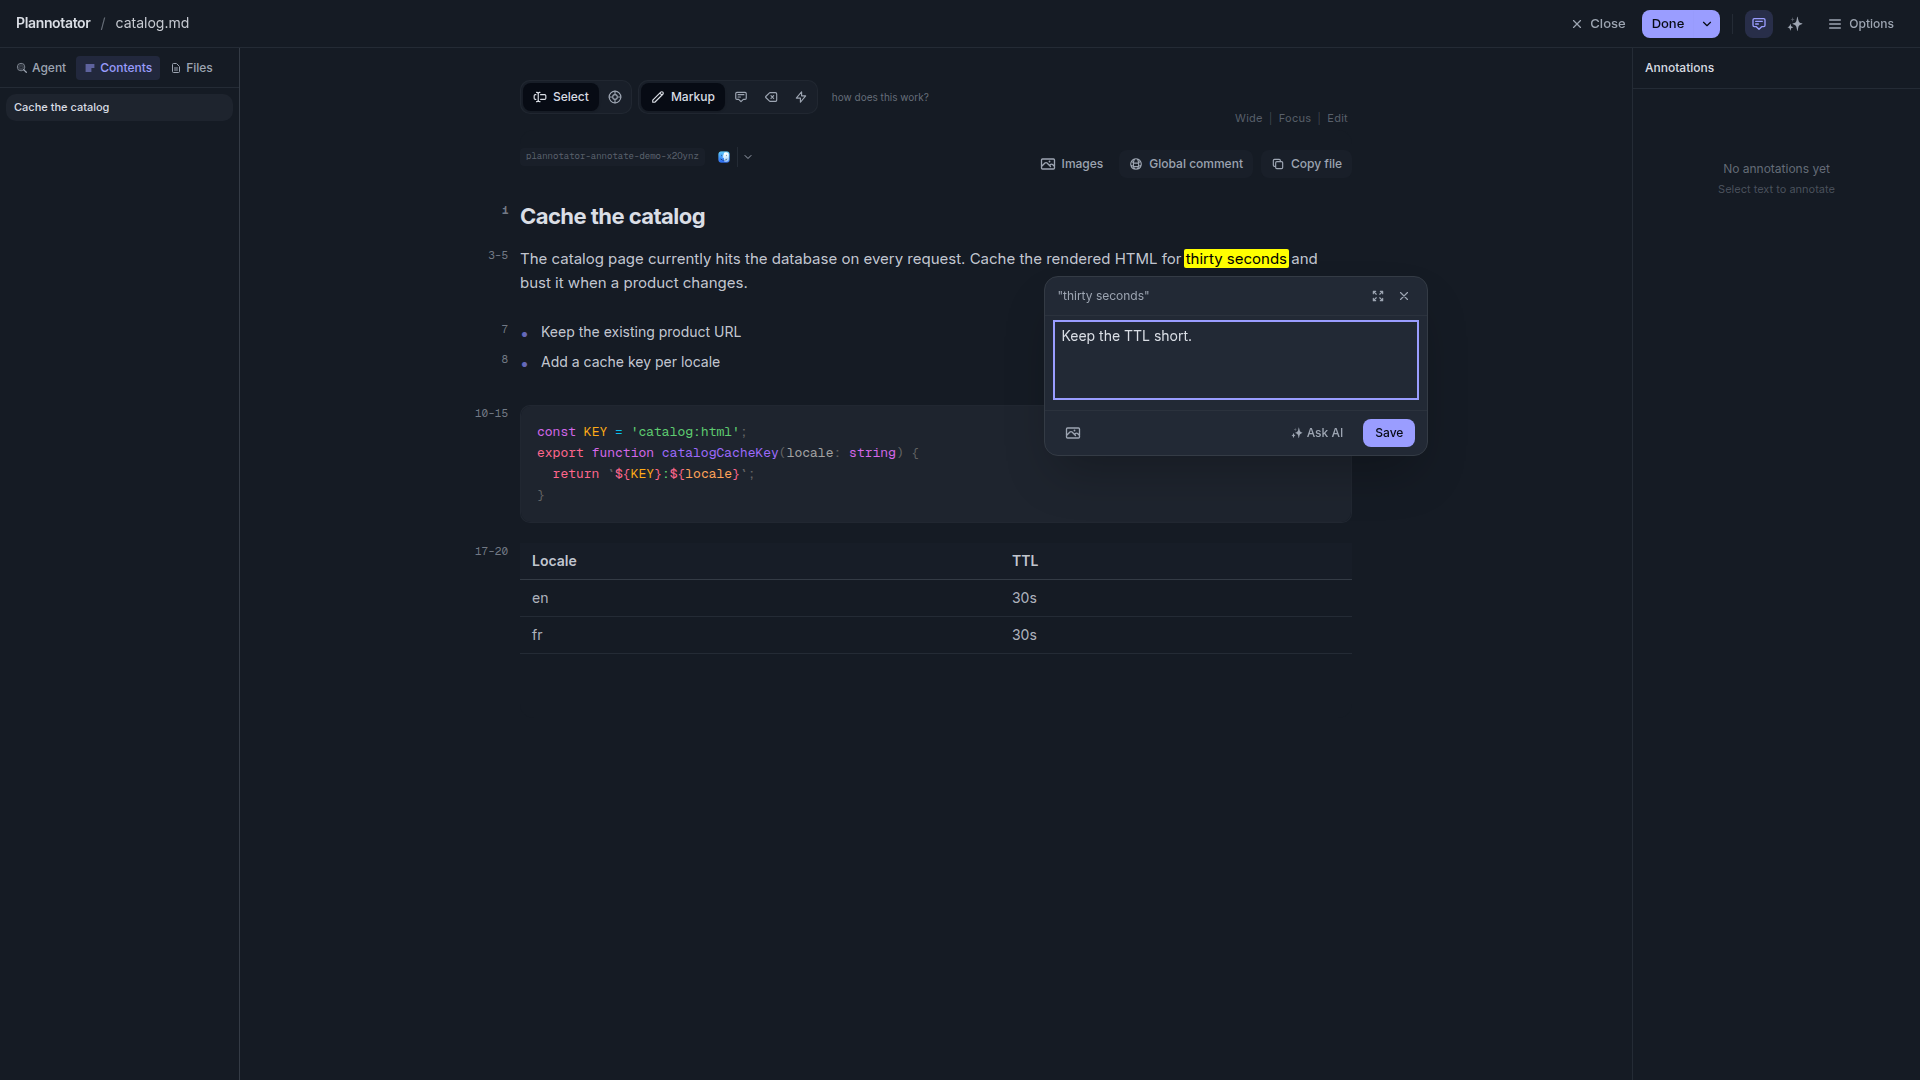 Plannotator / catalog.md
Close
Done
Options
Agent
Contents
Files
Cache the catalog
Select
Markup
how does this work?
Wide | Focus | Edit
plannotator-annotate-demo-x2Oynz
Images
Global comment
Copy file
1
Cache the catalog
3-5
The catalog page currently hits the database on every request. Cache the rendered HTML for thirty seconds and
bust it when a product changes.
7
Keep the existing product URL
8
Add a cache key per locale
"thirty seconds"
Keep the TTL short.
Ask AI
Save
10-15
const KEY = 'catalog:html';
export function catalogCacheKey(locale: string) {
  return `${KEY}:${locale}`;
}
17-20
Locale TTL
en 30s
fr 30s
Annotations
No annotations yet
Select text to annotate